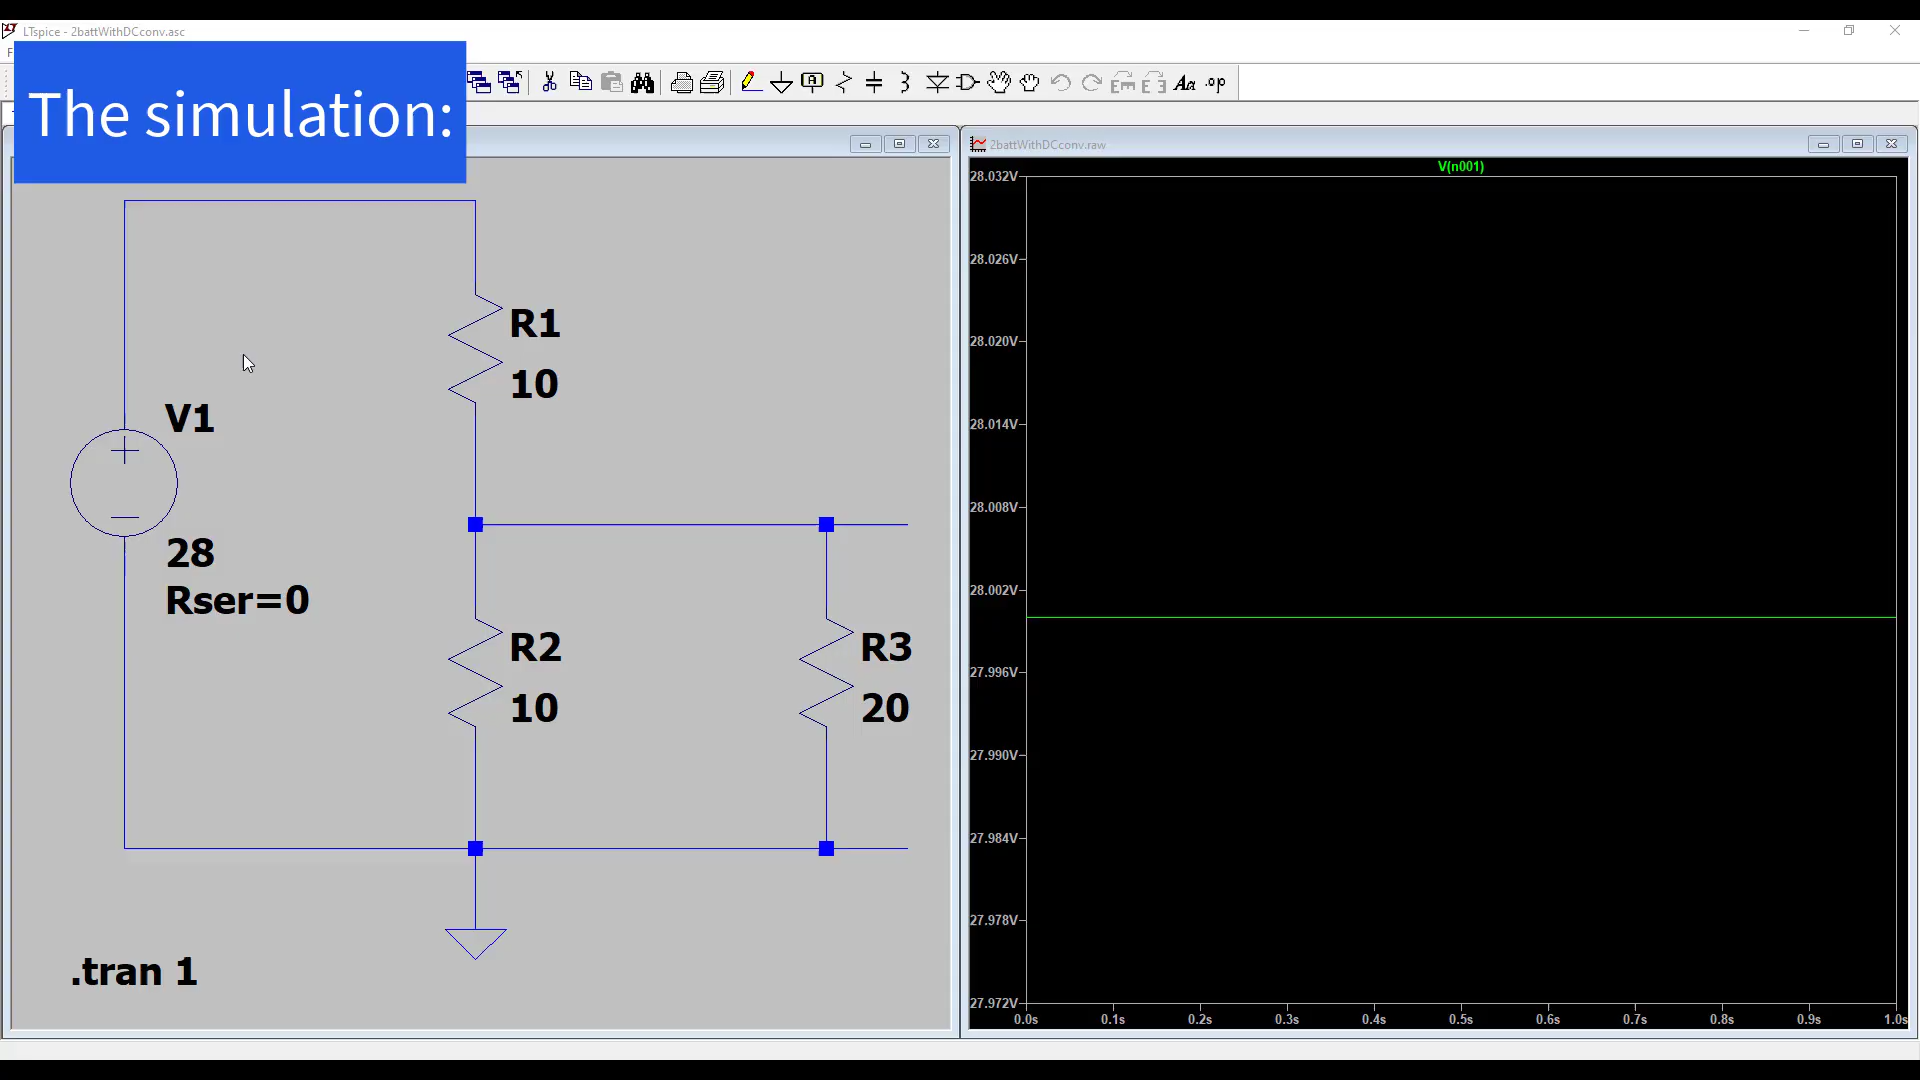 LTspice - 2battWithDCconv.asc
F
The simulation:
.op
2battWithDCconv.raw
V(n001)
R1
10
V1
28
Rser=0
R2
10
R3
20
.tran 1
28.032V
28.026V
28.020V
28.014V
28.008V
28.002V
27.996V
27.990V
27.984V
27.978V
27.972V
0.0s 0.1s 0.2s 0.3s 0.4s 0.5s 0.6s 0.7s 0.8s 0.9s 1.0s